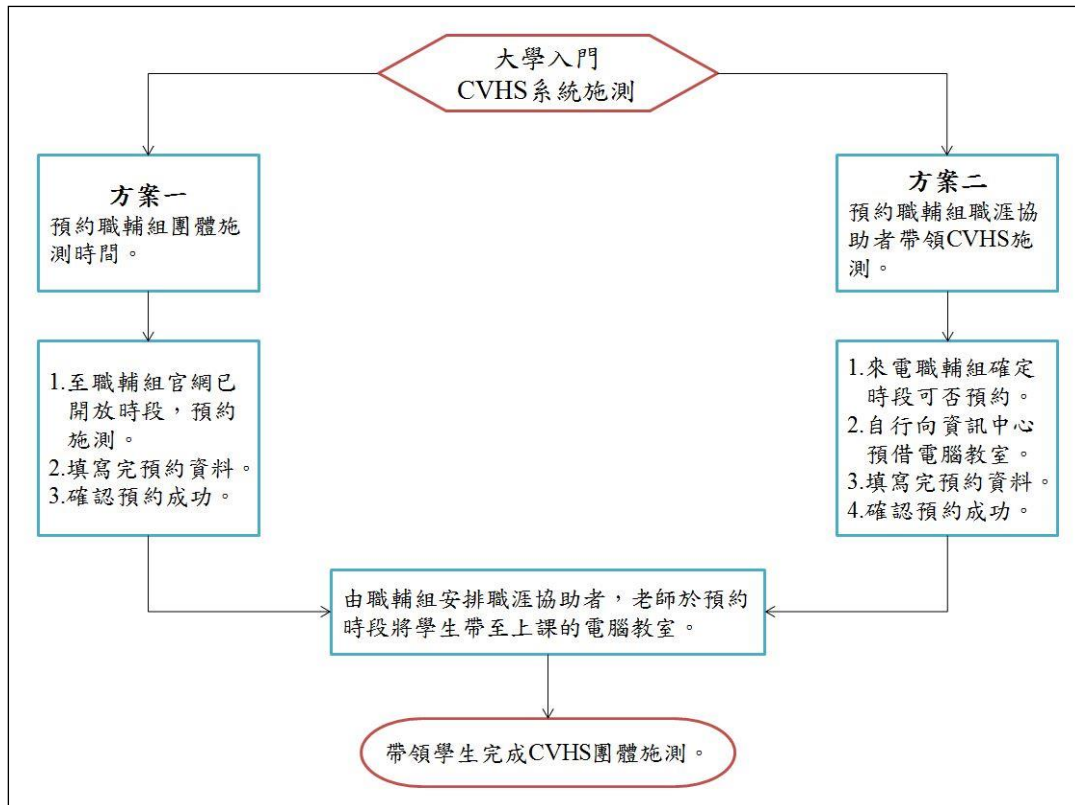 大學入門
CVHS系統施測
方案一
預約職輔組團體施
測時間。
方案二
預約職輔組職涯協
助者帶領CVHS施
測。
1.至職輔組官網已
開放時段，預約
施測。
2.填寫完預約資料。
3.確認預約成功。
1.來電職輔組確定
時段可否預約。
2.自行向資訊中心
預借電腦教室。
3.填寫完預約資料。
4.確認預約成功。
由職輔組安排職涯協助者，老師於預約
時段將學生帶至上課的電腦教室。
帶領學生完成CVHS團體施測。